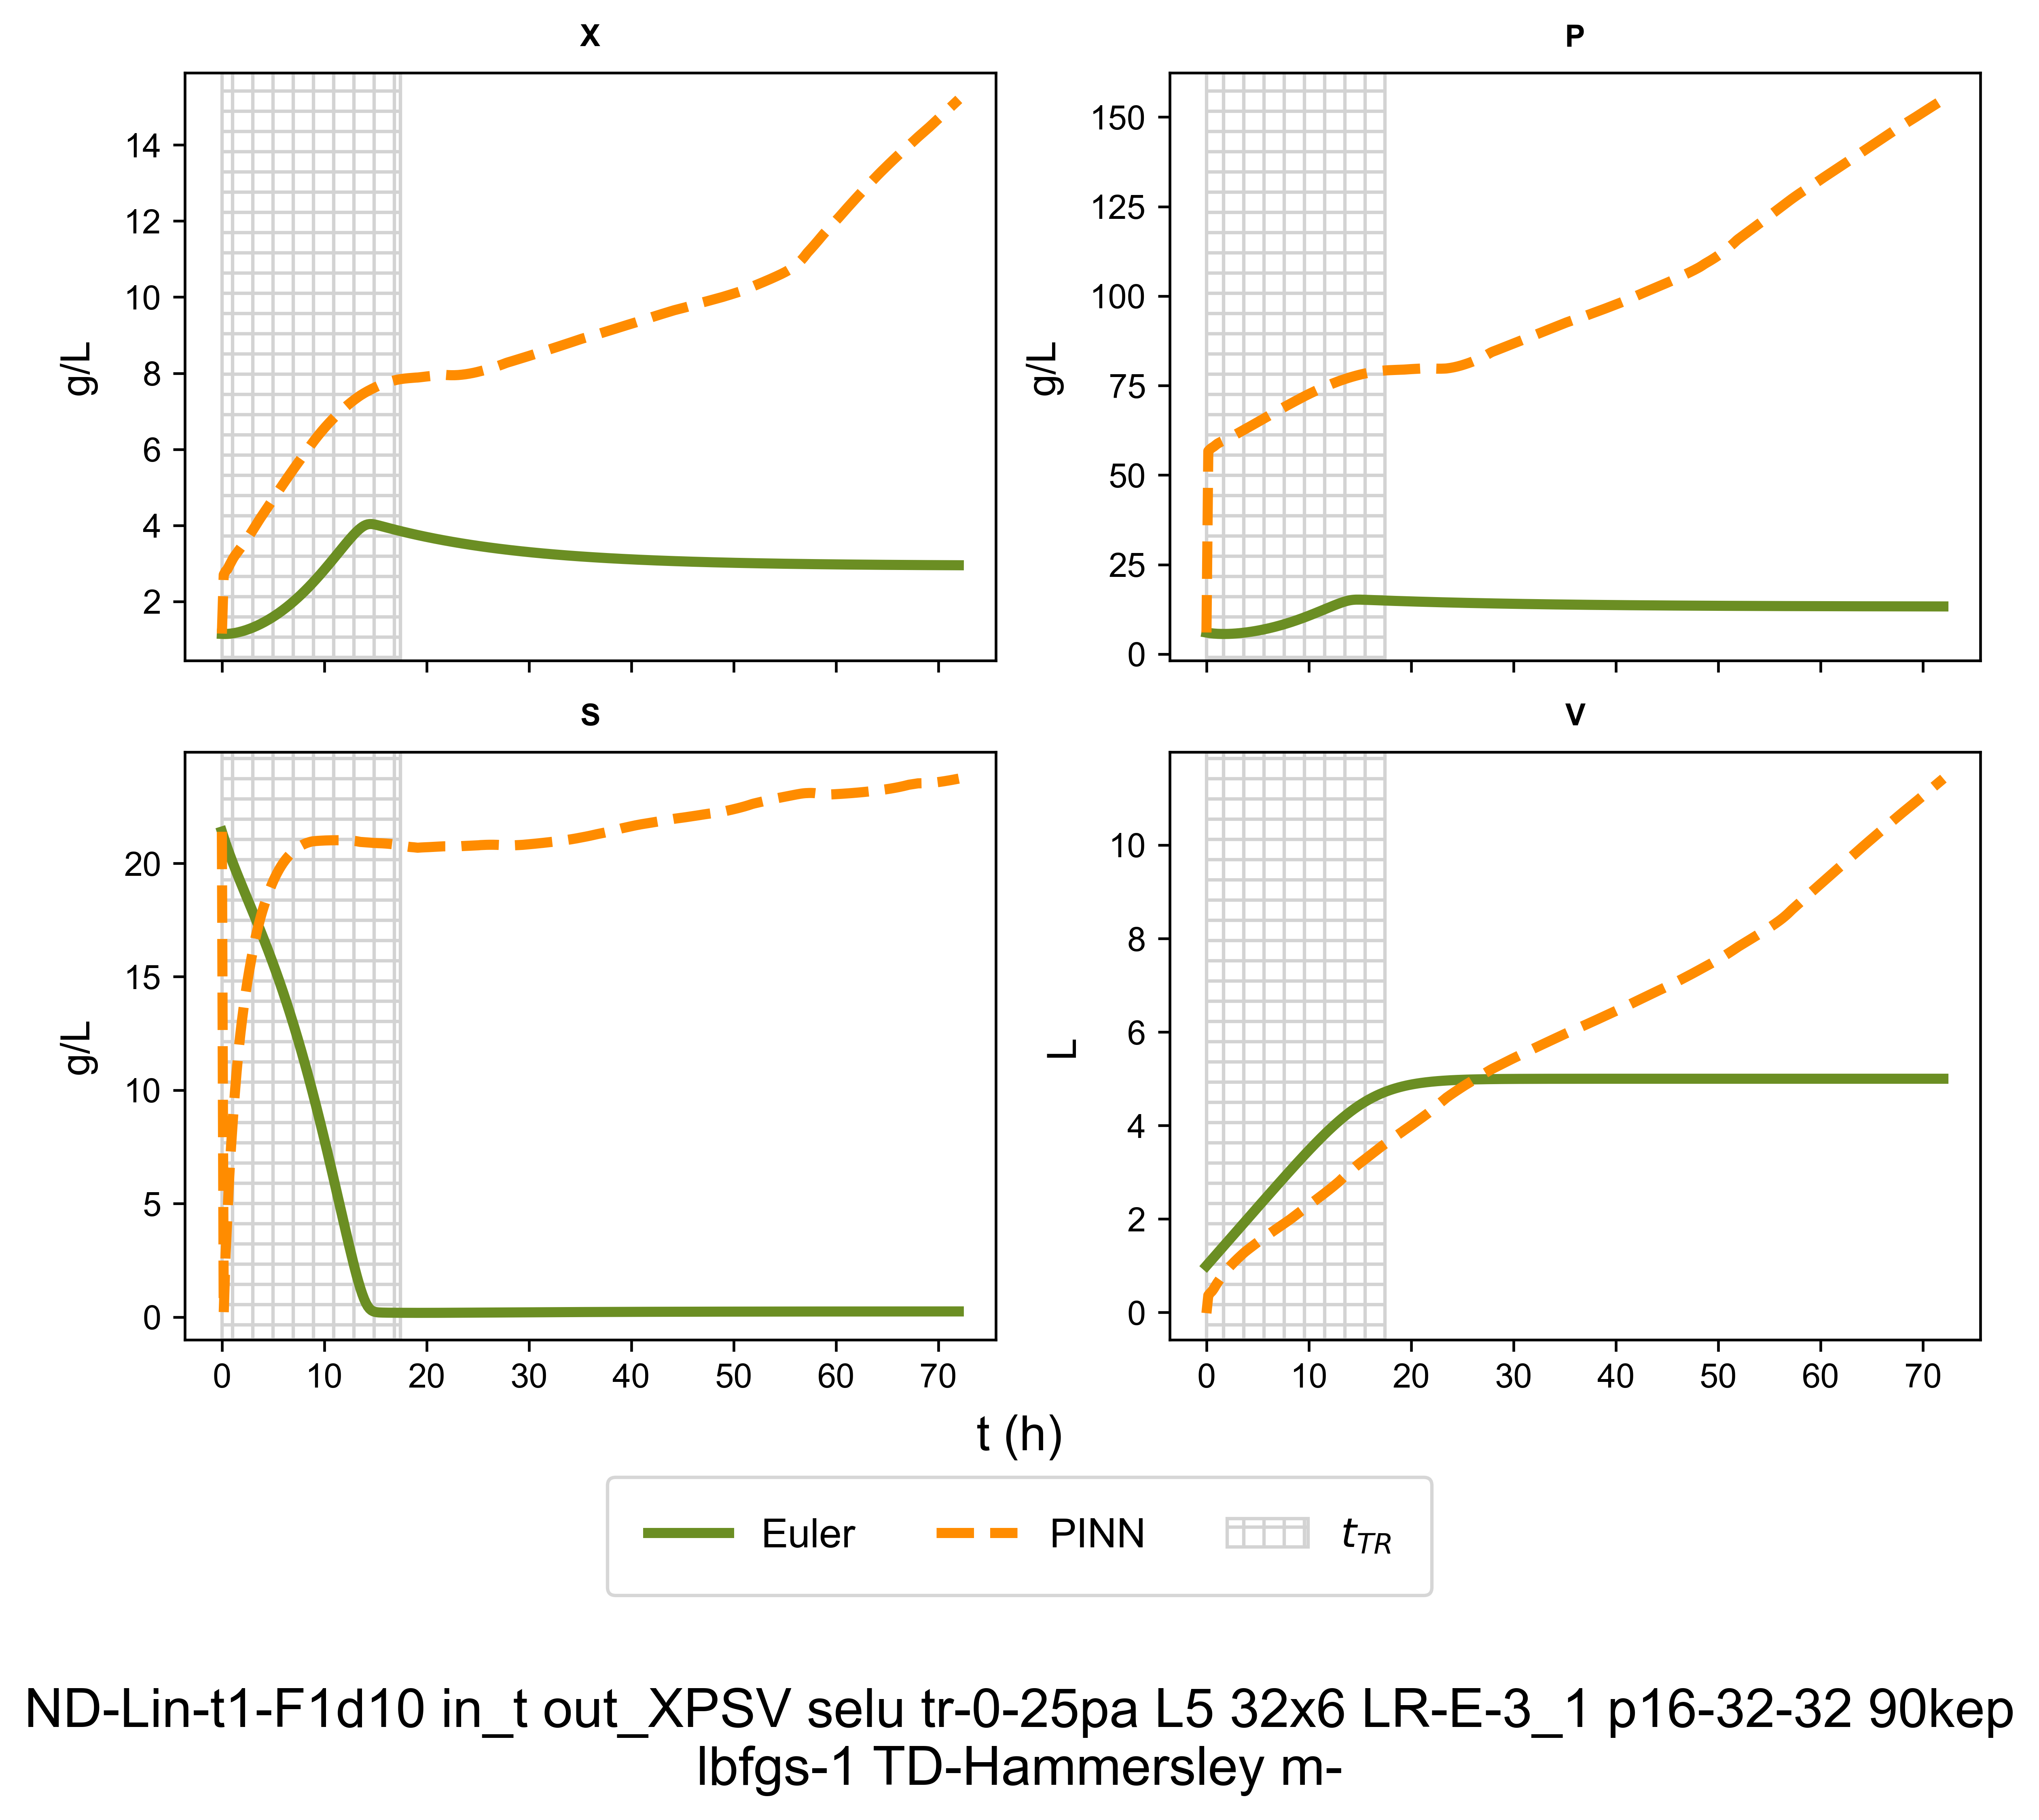 X
P
14
12
10
8
6
4
2
g/L
150
125
100
75
50
25
0
g/L
S
V
20
15
10
5
0
g/L
10
8
6
4
2
0
L
0 10 20 30 40 50 60 70
0 10 20 30 40 50 60 70
t (h)
Euler PINN t_TR
ND-Lin-t1-F1d10 in_t out_XPSV selu tr-0-25pa L5 32x6 LR-E-3_1 p16-32-32 90kep
lbfgs-1 TD-Hammersley m-